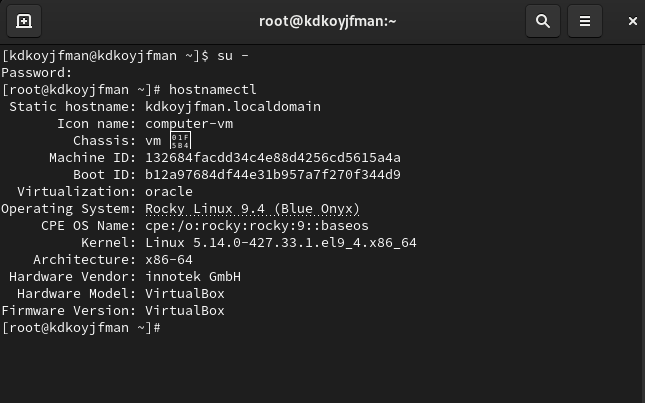 root@kdkoyjfman:~
[kdkoyjfman@kdkoyjfman ~]$ su -
Password:
[root@kdkoyjfman ~]# hostnamectl
Static hostname: kdkoyjfman.localdomain
Icon name: computer-vm
Chassis: vm 🖴
Machine ID: 132684facdd34c4e88d4256cd5615a4a
Boot ID: b12a97684df44e31b957a7f270f344d9
Virtualization: oracle
Operating System: Rocky Linux 9.4 (Blue Onyx)
CPE OS Name: cpe:/o:rocky:rocky:9::baseos
Kernel: Linux 5.14.0-427.33.1.el9_4.x86_64
Architecture: x86-64
Hardware Vendor: innotek GmbH
Hardware Model: VirtualBox
Firmware Version: VirtualBox
[root@kdkoyjfman ~]#